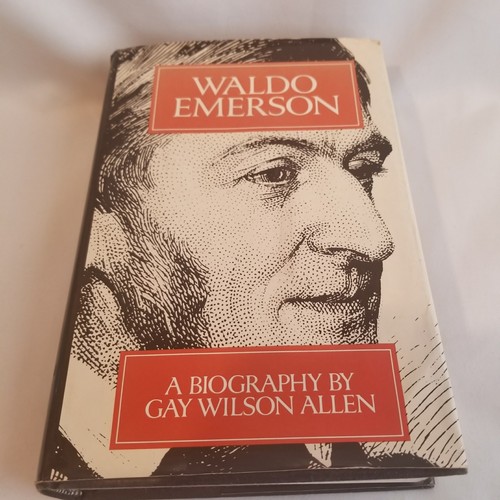 WALDO
EMERSON
A BIOGRAPHY BY
GAY WILSON ALLEN